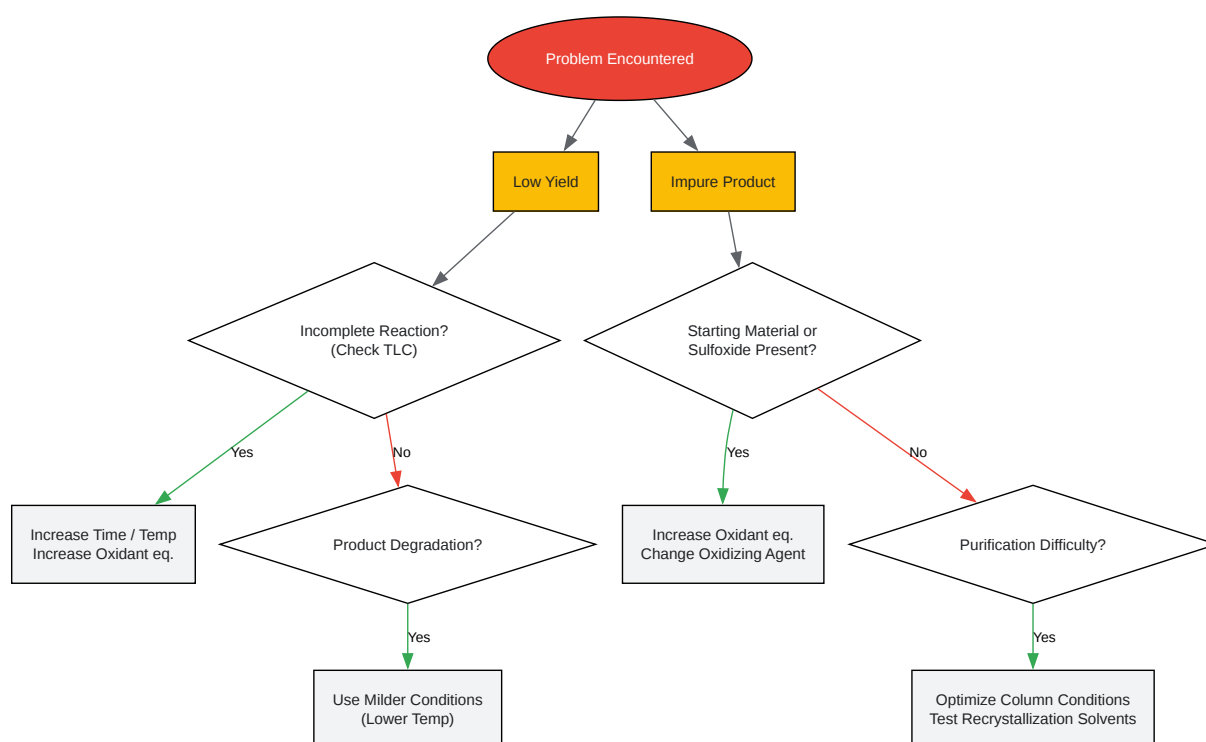 Problem Encountered
Low Yield
Impure Product
Incomplete Reaction?
(Check TLC)
Starting Material or
Sulfoxide Present?
Yes
No
Yes
No
Increase Time / Temp
Increase Oxidant eq.
Product Degradation?
Increase Oxidant eq.
Change Oxidizing Agent
Purification Difficulty?
Yes
Yes
Use Milder Conditions
(Lower Temp)
Optimize Column Conditions
Test Recrystallization Solvents